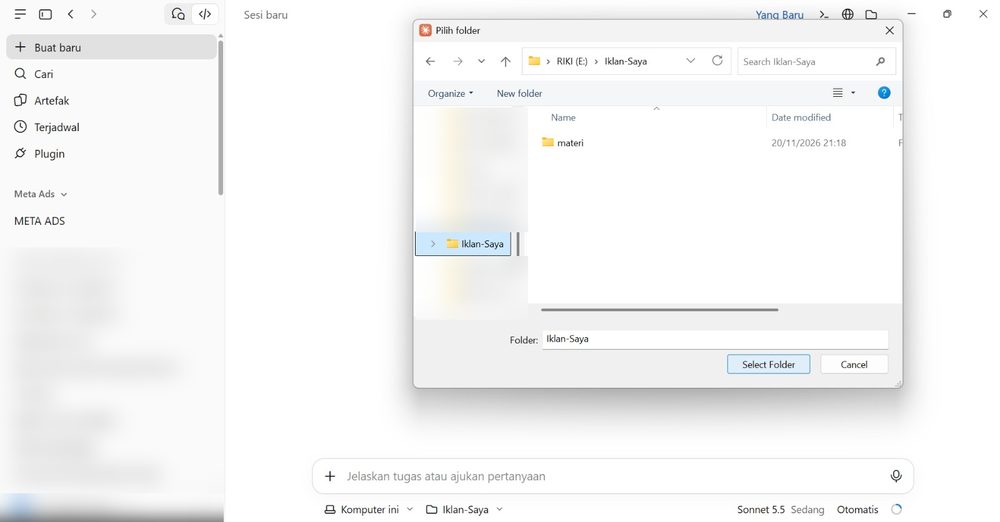 Sesi baru
Yang Baru
Buat baru
Cari
Artefak
Terjadwal
Plugin
Meta Ads
META ADS
Pilih folder
RIKI (E:) › Iklan-Saya
Search Iklan-Saya
Organize
New folder
Name
Date modified
materi
20/11/2026 21:18
Iklan-Saya
Folder: Iklan-Saya
Select Folder
Cancel
Jelaskan tugas atau ajukan pertanyaan
Komputer ini
Iklan-Saya
Sonnet 5.5 Sedang
Otomatis